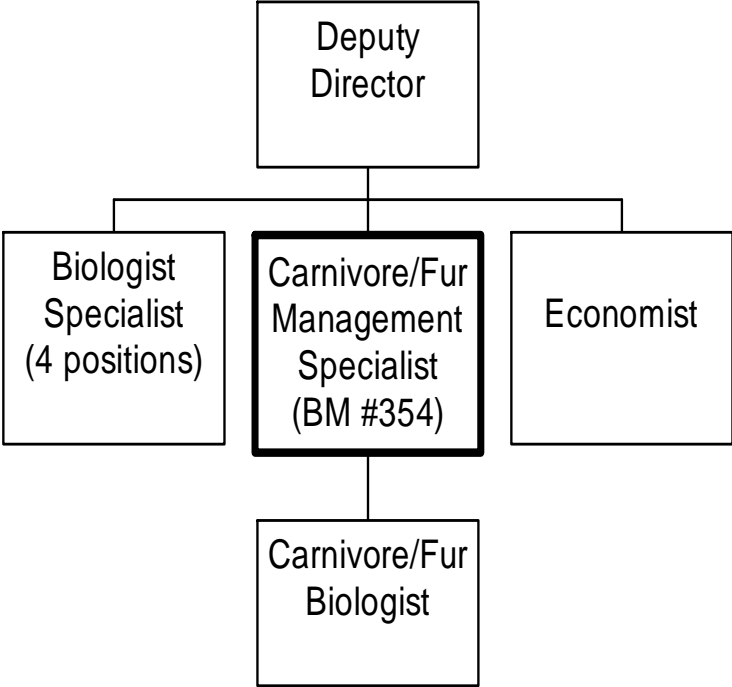 Deputy
Director
Biologist
Specialist
(4 positions)
Carnivore/Fur
Management
Specialist
(BM #354)
Economist
Carnivore/Fur
Biologist